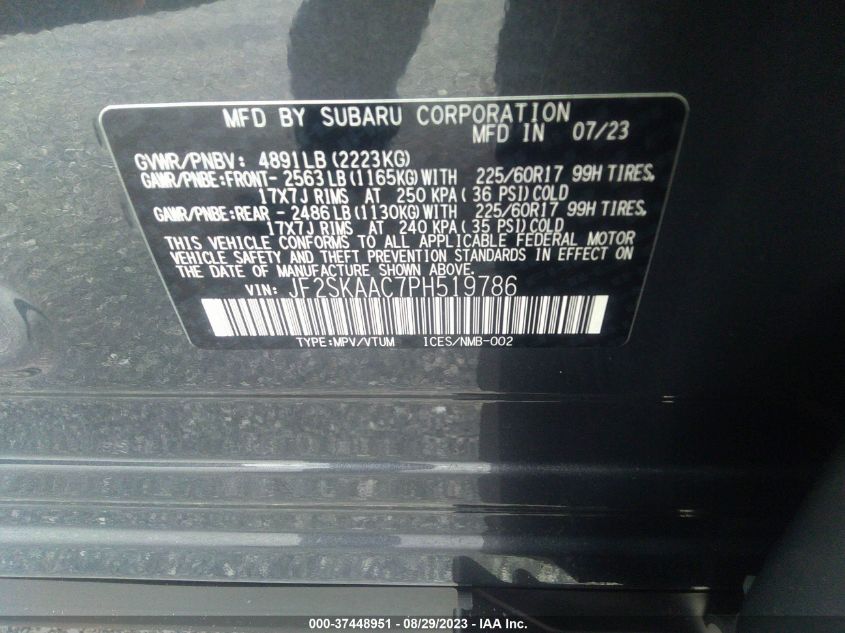 MFD BY SUBARU CORPORATION
MFD IN 07/23
GVWR/PNBV: 4891LB (2223KG)
GAWR/PNBE:FRONT- 2563LB (1165KG) WITH 225/60R17 99H TIRES,
17X7J RIMS AT 250 KPA( 36 PSI) COLD
GAWR/PNBE:REAR - 2486LB (1130KG) WITH 225/60R17 99H TIRES,
17X7J RIMS AT 240 KPA( 35 PSI) COLD
THIS VEHICLE CONFORMS TO ALL APPLICABLE FEDERAL MOTOR
VEHICLE SAFETY AND THEFT PREVENTION STANDARDS IN EFFECT ON
THE DATE OF MANUFACTURE SHOWN ABOVE.
VIN: JF2SKAAC7PH519786
TYPE:MPV/VTUM ICES/NMB-002
000-37448951 - 08/29/2023 - IAA Inc.